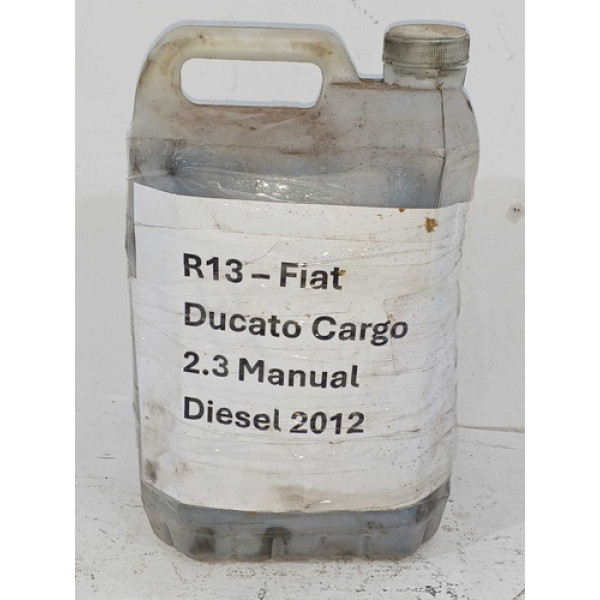 R13 – Fiat
Ducato Cargo
2.3 Manual
Diesel 2012